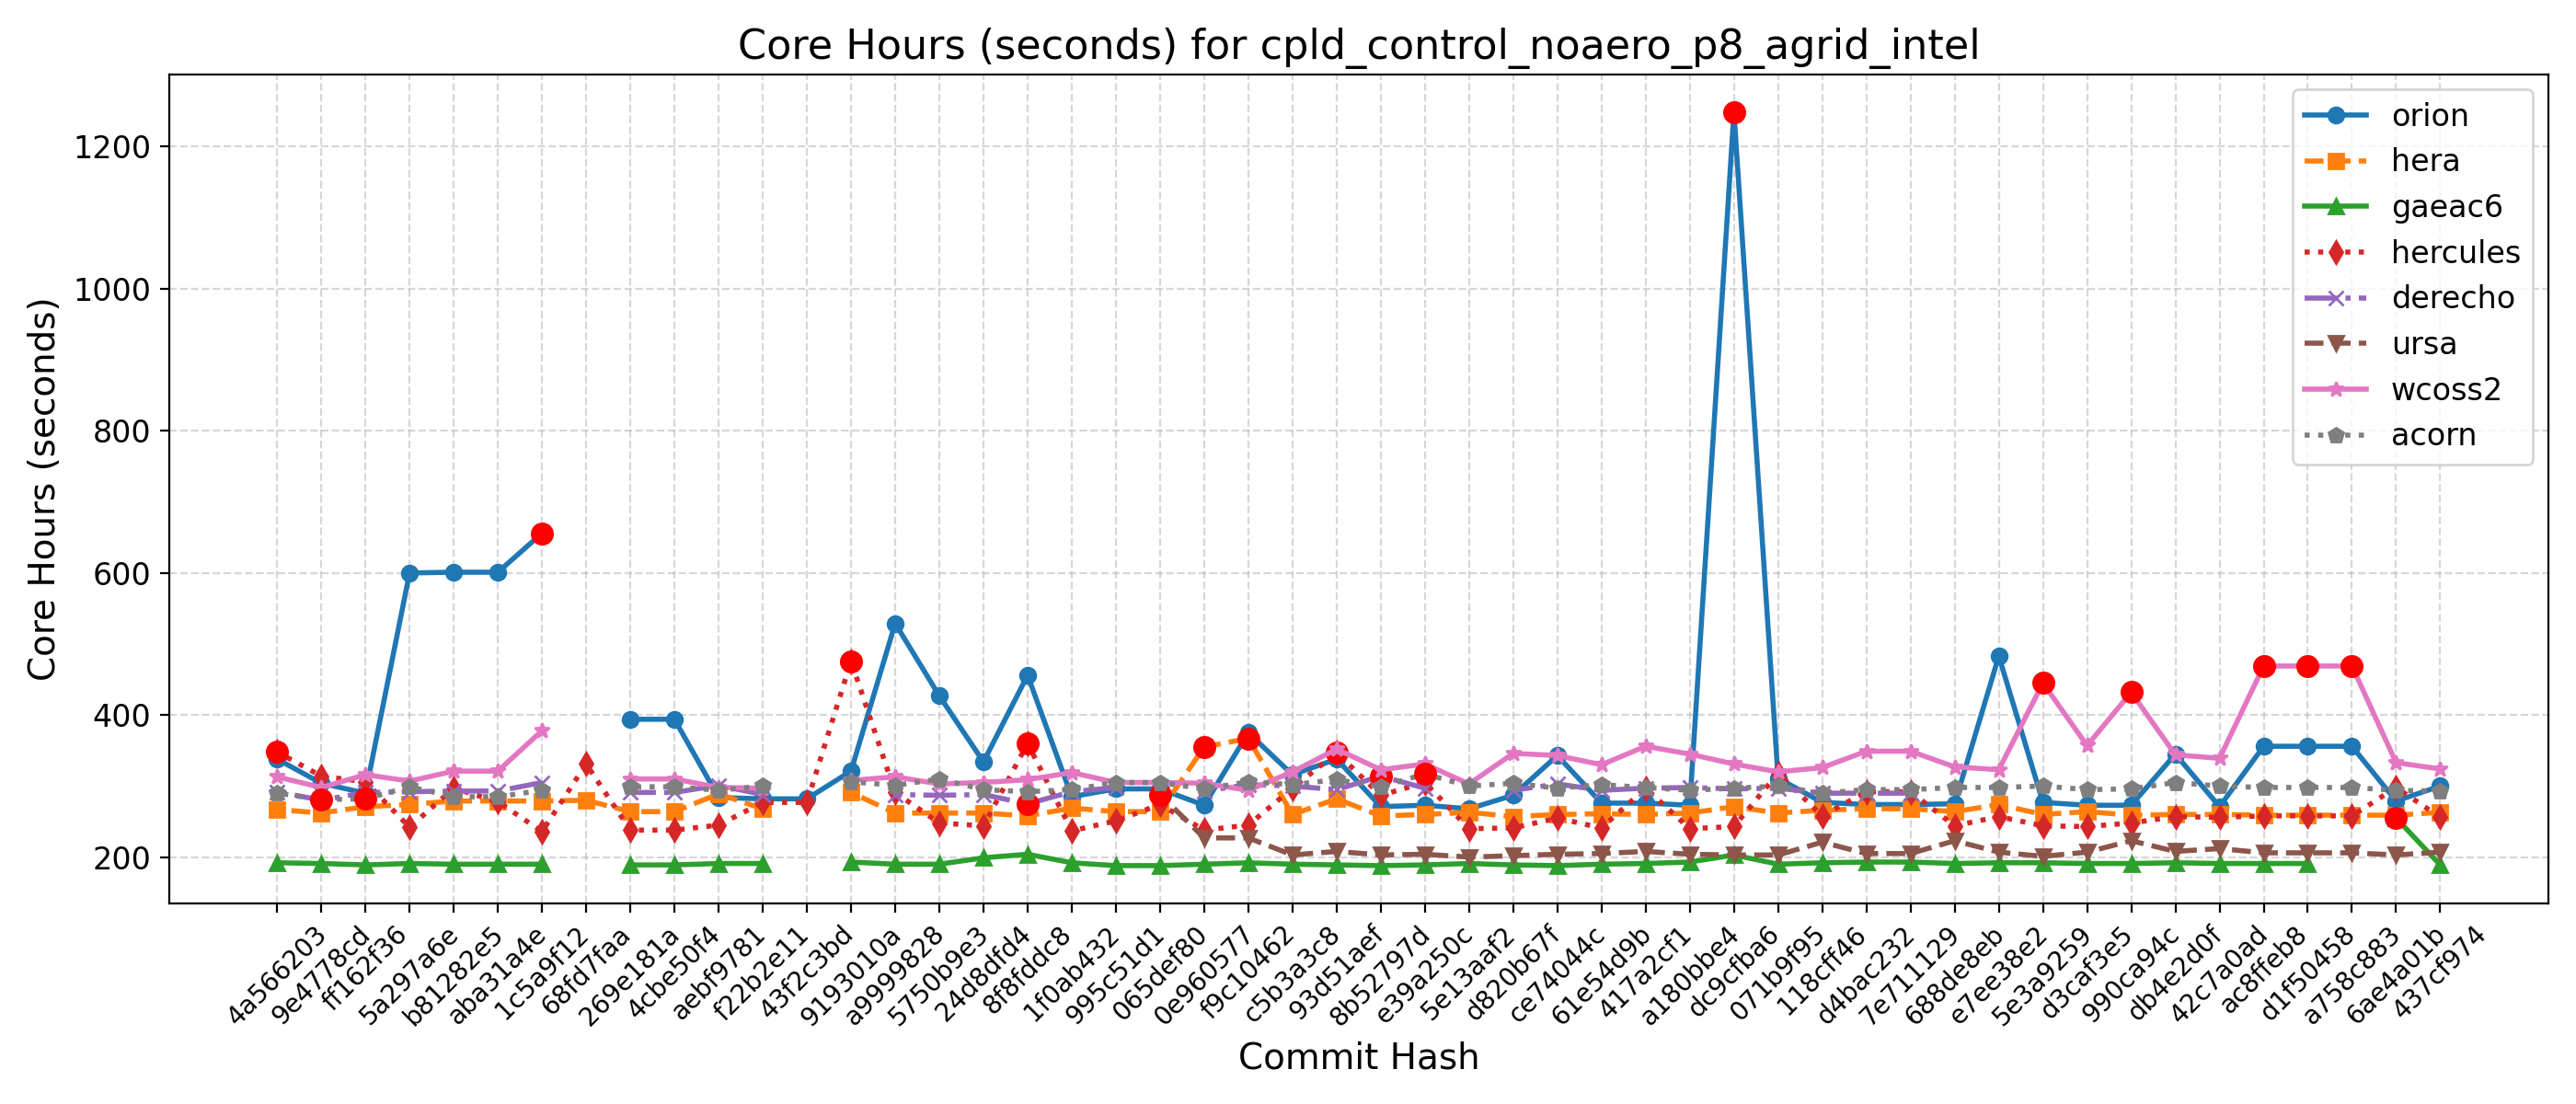 Core Hours (seconds) for cpld_control_noaero_p8_agrid_intel
Core Hours (seconds)
1200
1000
800
600
400
200
orion
hera
gaeac6
hercules
derecho
ursa
wcoss2
acorn
4a566203
9e4778cd
ff162f36
5a297a6e
b81282e5
aba31a4e
1c5a9f12
68fd7faa
269e181a
4cbe50f4
aebf9781
f22b2e11
43f2c3bd
9193010a
a9999828
5750b9e3
24d8dfd4
8f8fddc8
1f0ab432
995c51d1
065def80
0e960577
f9c10462
c5b3a3c8
93d51aef
8b52797d
e39a250c
5e13aaf2
d820b67f
ce74044c
61e54d9b
417a2cf1
a180bbe4
dc9cfba6
071b9f95
118cff46
d4bac232
7e711129
688de8eb
e7ee38e2
5e3a9259
d3caf3e5
990ca94c
db4e2d0f
42c7a0ad
ac8ffeb8
d1f50458
a758c883
6ae4a01b
437cf974
Commit Hash